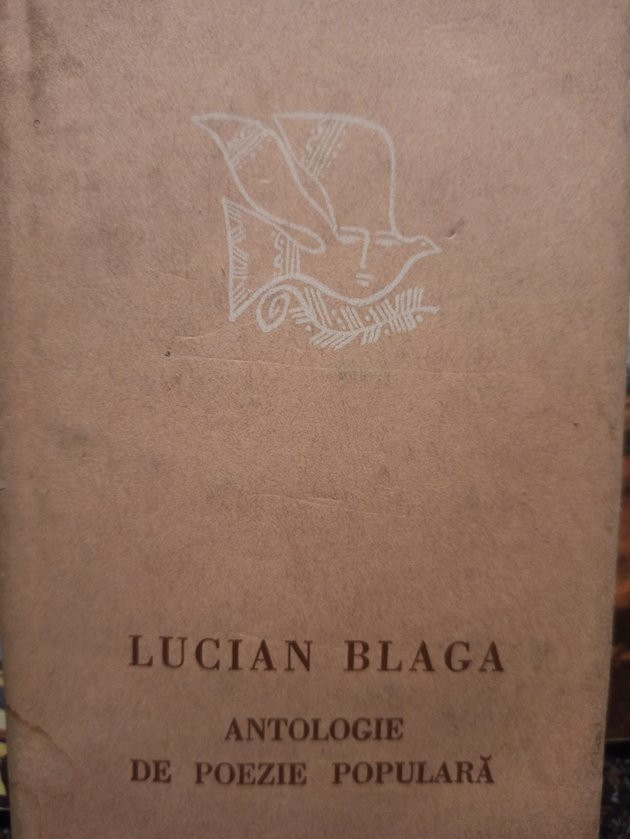 LUCIAN BLAGA
ANTOLOGIE
DE POEZIE POPULARĂ